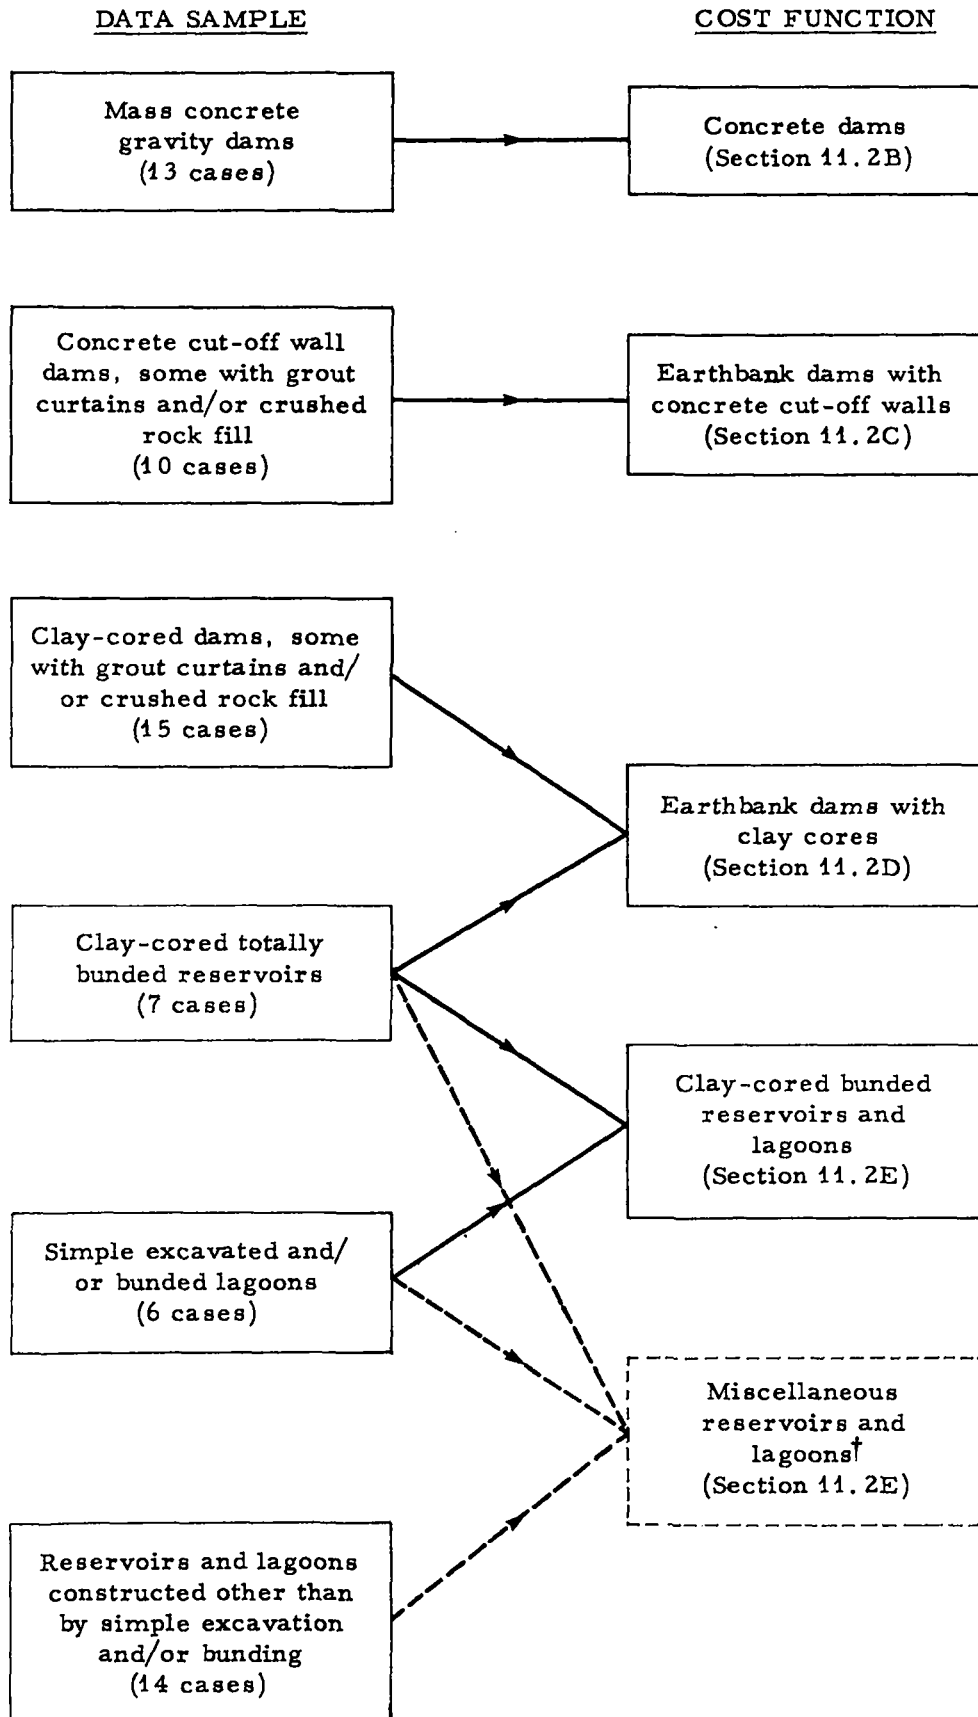 DATA SAMPLE
COST FUNCTION
Mass concrete
gravity dams
(13 cases)
Concrete dams
(Section 11.2B)
Concrete cut-off wall
dams, some with grout
curtains and/or crushed
rock fill
(10 cases)
Earthbank dams with
concrete cut-off walls
(Section 11.2C)
Clay-cored dams, some
with grout curtains and/
or crushed rock fill
(15 cases)
Earthbank dams with
clay cores
(Section 11.2D)
Clay-cored totally
bunded reservoirs
(7 cases)
Clay-cored bunded
reservoirs and
lagoons
(Section 11.2E)
Simple excavated and/
or bunded lagoons
(6 cases)
Miscellaneous
reservoirs and
lagoons†
(Section 11.2E)
Reservoirs and lagoons
constructed other than
by simple excavation
and/or bunding
(14 cases)